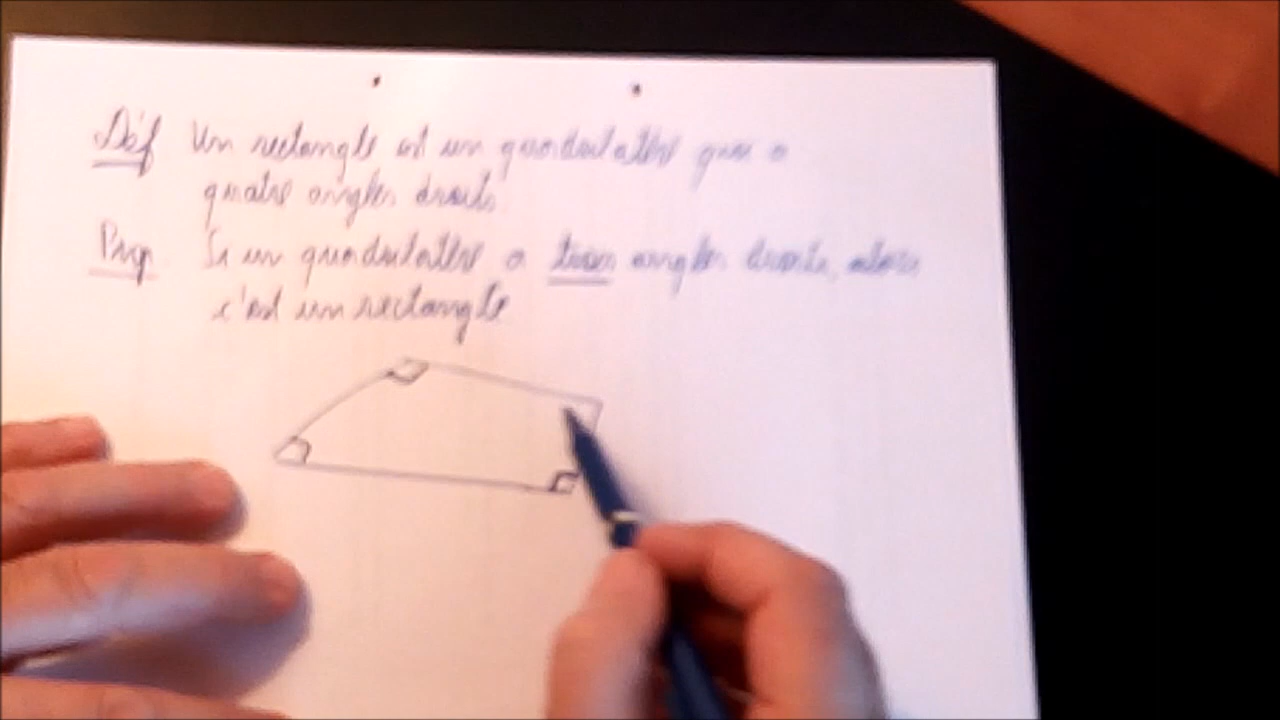 Déf Un rectangle est un quadrilatère qui a
quatre angles droits
Prop Si un quadrilatère a trois angles droits, alors
c'est un rectangle